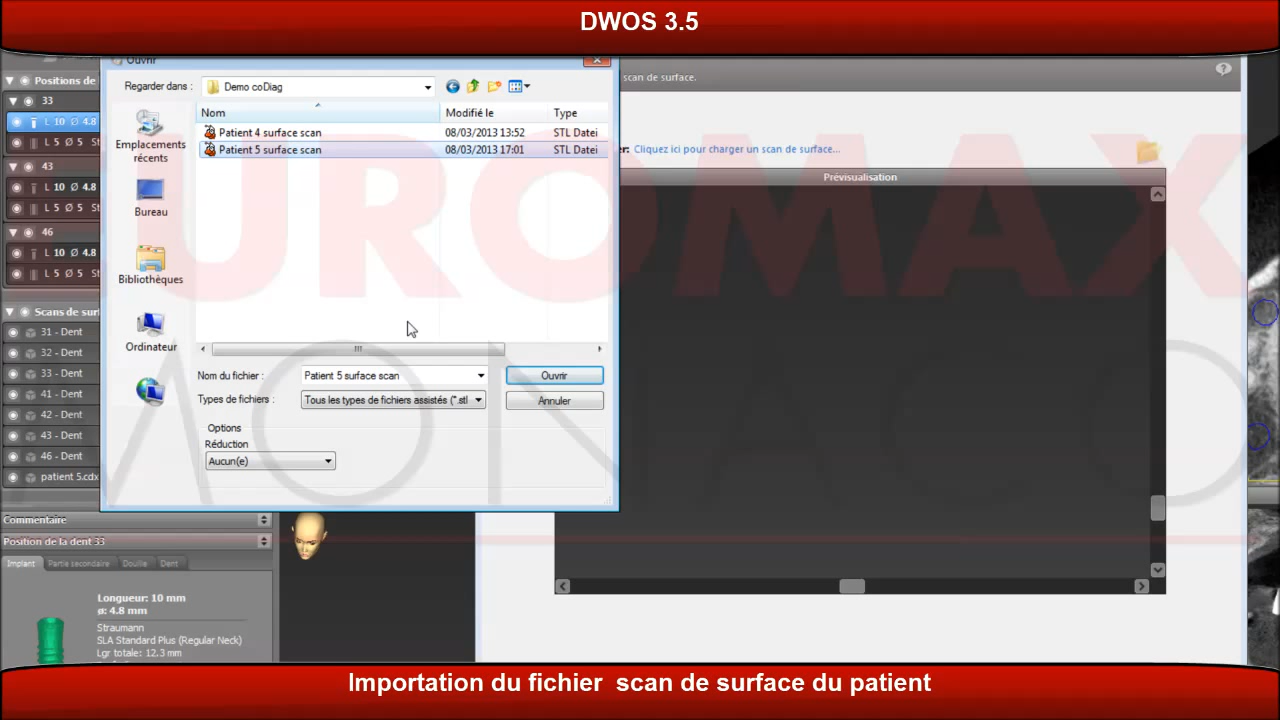 DWOS 3.5
Ouvrir
Regarder dans :
Demo coDiag
Nom
Modifié le
Type
Patient 4 surface scan
08/03/2013 13:52
STL Datei
Patient 5 surface scan
08/03/2013 17:01
STL Datei
Emplacements
récents
Bureau
Bibliothèques
Ordinateur
Nom du fichier :
Patient 5 surface scan
Ouvrir
Types de fichiers :
Tous les types de fichiers assistés (*.stl
Annuler
Options
Réduction
Aucun(e)
Positions de
33
L 10 Ø 4.8
L 5 Ø 5 St
43
L 10 Ø 4.8
L 5 Ø 5 St
46
L 10 Ø 4.8
L 5 Ø 5 St
Scans de sur
31 - Dent
32 - Dent
33 - Dent
41 - Dent
42 - Dent
43 - Dent
46 - Dent
patient 5.cdx
Commentaire
Position de la dent 33
Implant
Partie secondaire
Douille
Dent
Longueur: 10 mm
ø: 4.8 mm
Straumann
SLA Standard Plus (Regular Neck)
Lgr totale: 12.3 mm
scan de surface.
er: Cliquez ici pour charger un scan de surface...
Prévisualisation
UROMAX
MONACO
Importation du fichier scan de surface du patient